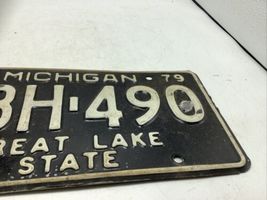 MICHIGAN 79
BH-490
REAT LAKE
STATE